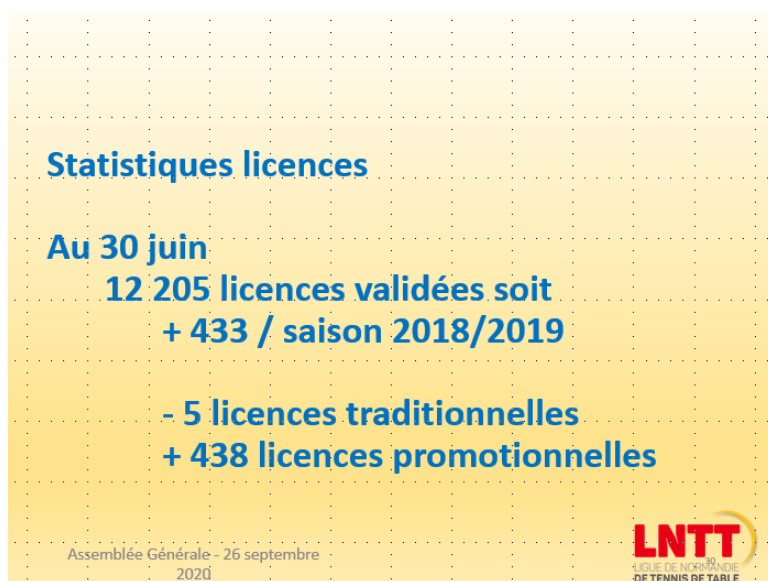 Statistiques licences
Au 30 juin
12 205 licences validées soit
+ 433 / saison 2018/2019
- 5 licences traditionnelles
+ 438 licences promotionnelles
Assemblée Générale - 26 septembre
2020
LNTT
30
LIGUE DE NORMANDIE
DE TENNIS DE TABLE